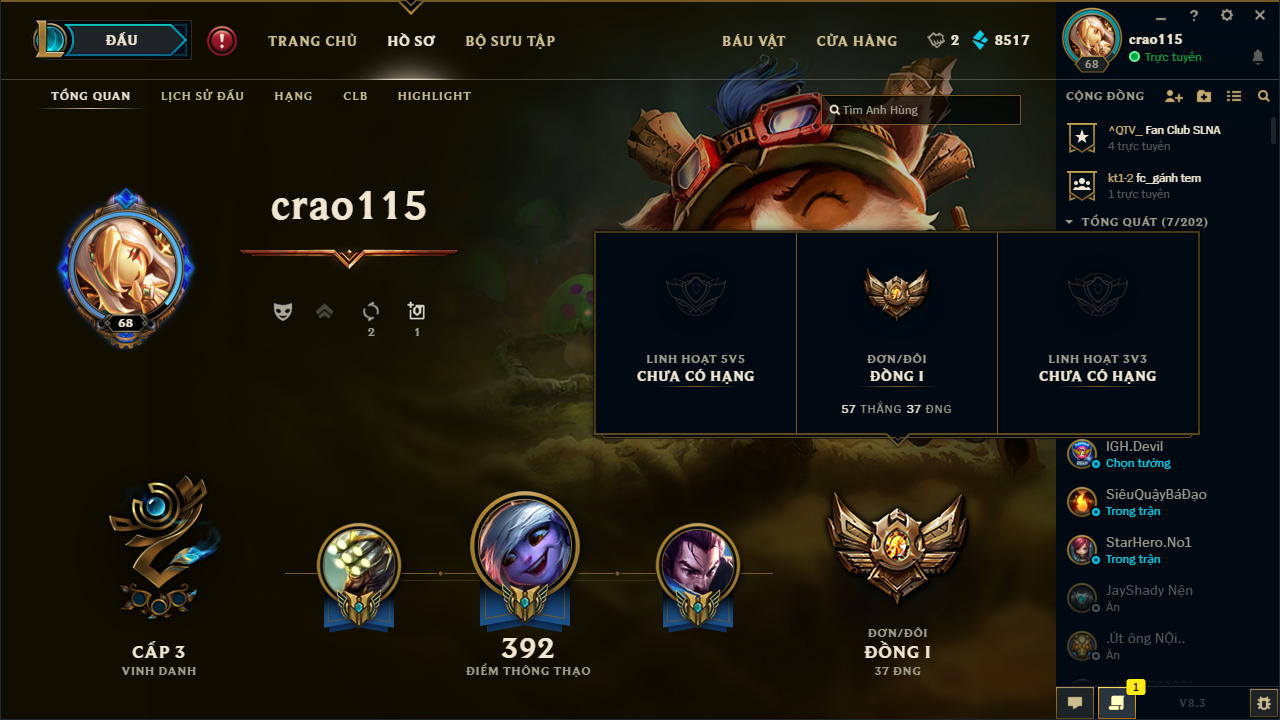 ĐẤU
TRANG CHỦ
HỒ SƠ
BỘ SƯU TẬP
BÁU VẬT
CỬA HÀNG
2
8517
?
crao115
Trực tuyến
68
TỔNG QUAN
LỊCH SỬ ĐẤU
HẠNG
CLB
HIGHLIGHT
Tìm Anh Hùng
CỘNG ĐỒNG
^QTV_ Fan Club SLNA
4 trực tuyến
kt1-2 fc_gánh tem
1 trực tuyến
TỔNG QUÁT (7/202)
crao115
68
2
1
LINH HOẠT 5V5
CHƯA CÓ HẠNG
ĐƠN/ĐÔI
ĐỒNG I
57 THẮNG 37 ĐNG
LINH HOẠT 3V3
CHƯA CÓ HẠNG
IGH.Devil
Chọn tướng
SiêuQuậyBáĐạo
Trong trận
StarHero.No1
Trong trận
JayShady Nện
Ẩn
.Út ông NỘi..
Ẩn
CẤP 3
VINH DANH
392
ĐIỂM THÔNG THẠO
ĐƠN/ĐÔI
ĐỒNG I
37 ĐNG
1
V8.3